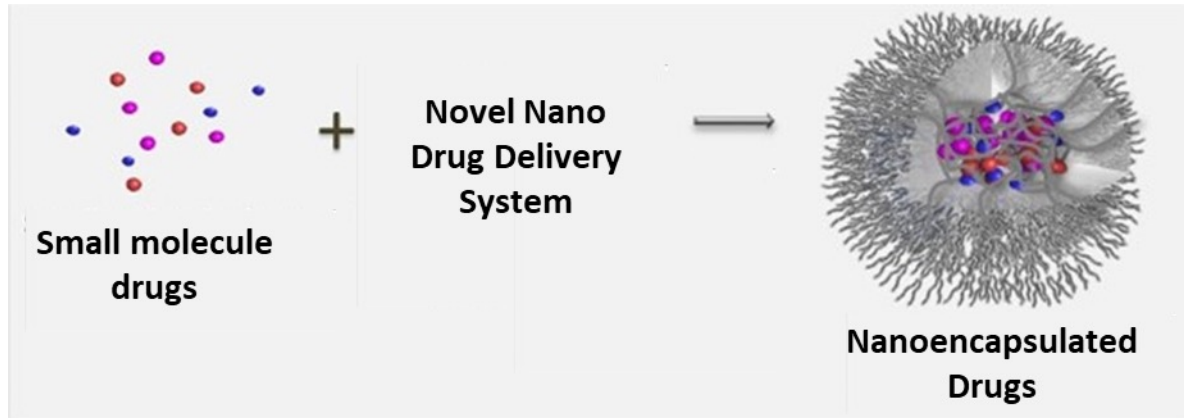 Small molecule
drugs
+
Novel Nano
Drug Delivery
System
Nanoencapsulated
Drugs